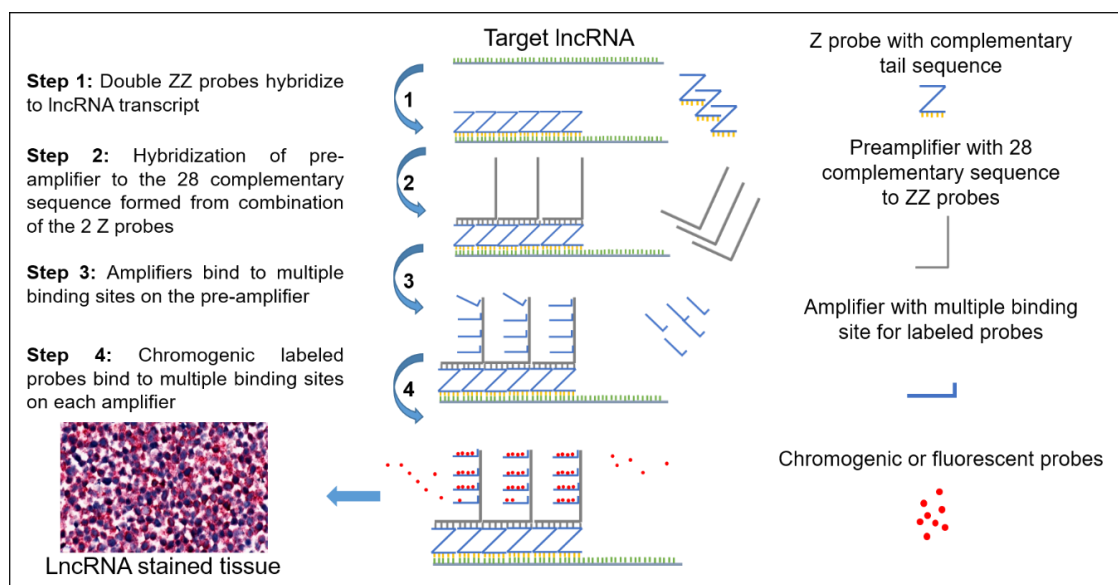 Target lncRNA
Step 1: Double ZZ probes hybridize
to lncRNA transcript
Step 2: Hybridization of pre-
amplifier to the 28 complementary
sequence formed from combination
of the 2 Z probes
Step 3: Amplifiers bind to multiple
binding sites on the pre-amplifier
Step 4: Chromogenic labeled
probes bind to multiple binding sites
on each amplifier
LncRNA stained tissue
1
2
3
4
Z probe with complementary
tail sequence
Preamplifier with 28
complementary sequence
to ZZ probes
Amplifier with multiple binding
site for labeled probes
Chromogenic or fluorescent probes